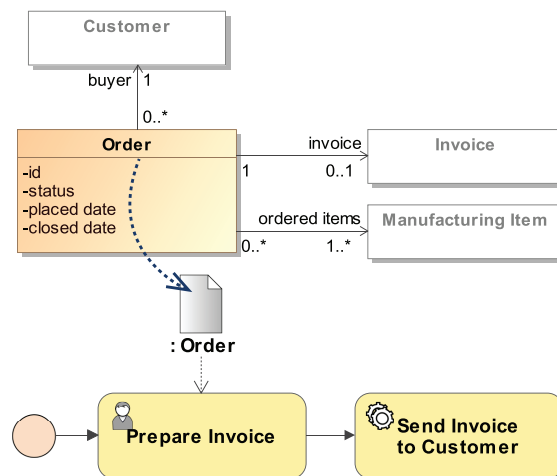 Customer
buyer 1
0..*
Order
-id
-status
-placed date
-closed date
invoice
1 0..1
Invoice
ordered items
0..* 1..*
Manufacturing Item
: Order
Prepare Invoice
Send Invoice
to Customer